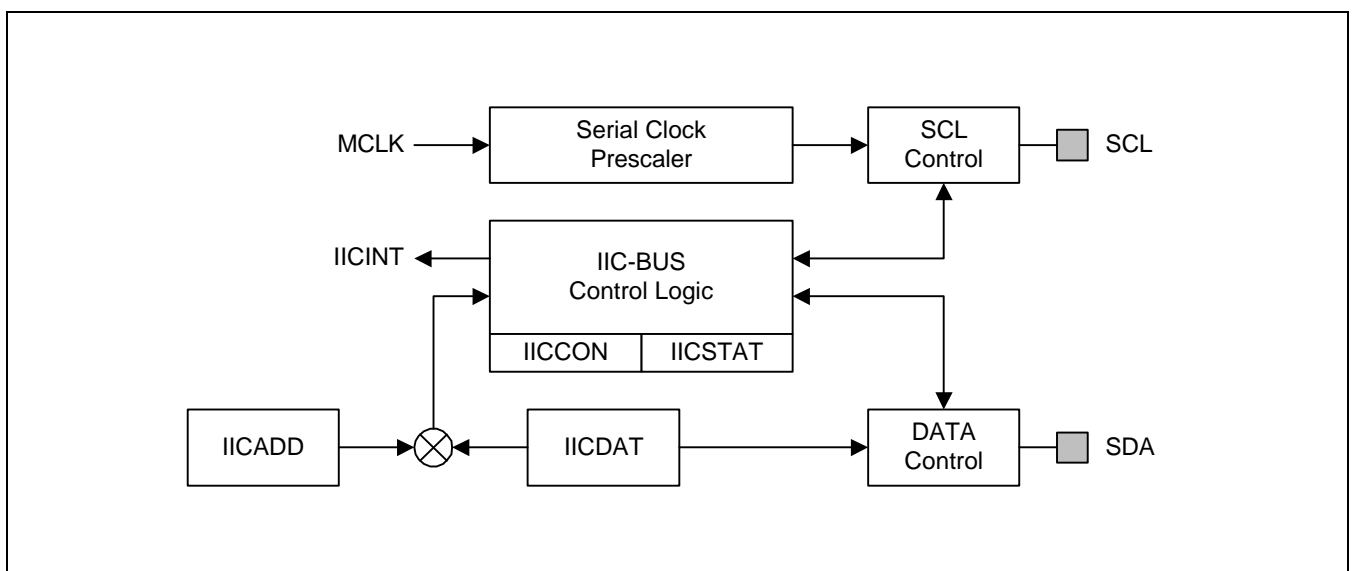 MCLK
Serial Clock
Prescaler
SCL
Control
SCL
IICINT
IIC-BUS
Control Logic
IICCON
IICSTAT
IICADD
IICDAT
DATA
Control
SDA